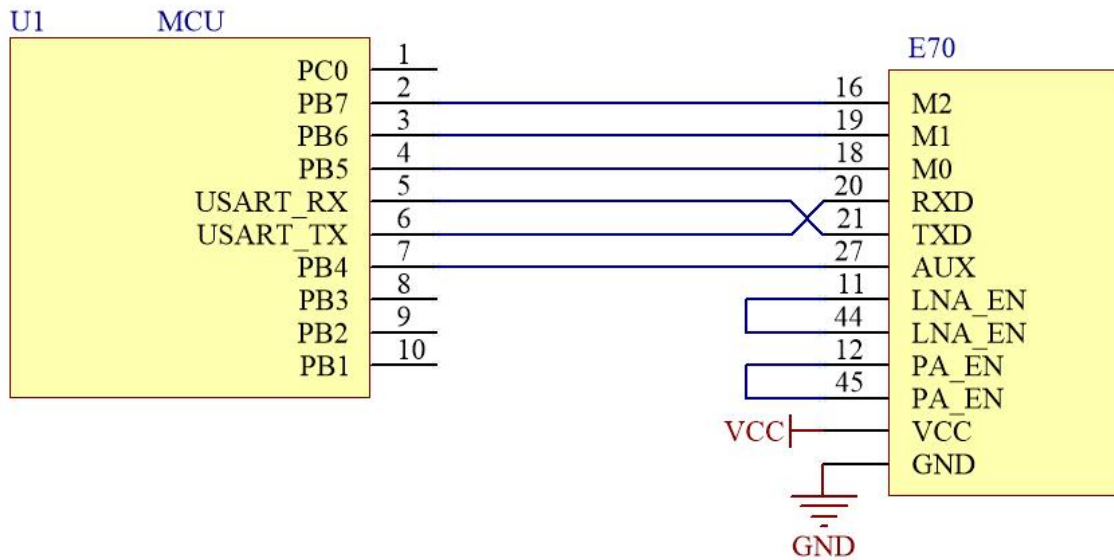 U1 MCU
PC0 1
PB7 2
PB6 3
PB5 4
USART_RX 5
USART_TX 6
PB4 7
PB3 8
PB2 9
PB1 10
E70
16 M2
19 M1
18 M0
20 RXD
21 TXD
27 AUX
11 LNA_EN
44 LNA_EN
12 PA_EN
45 PA_EN
VCC VCC
GND
GND